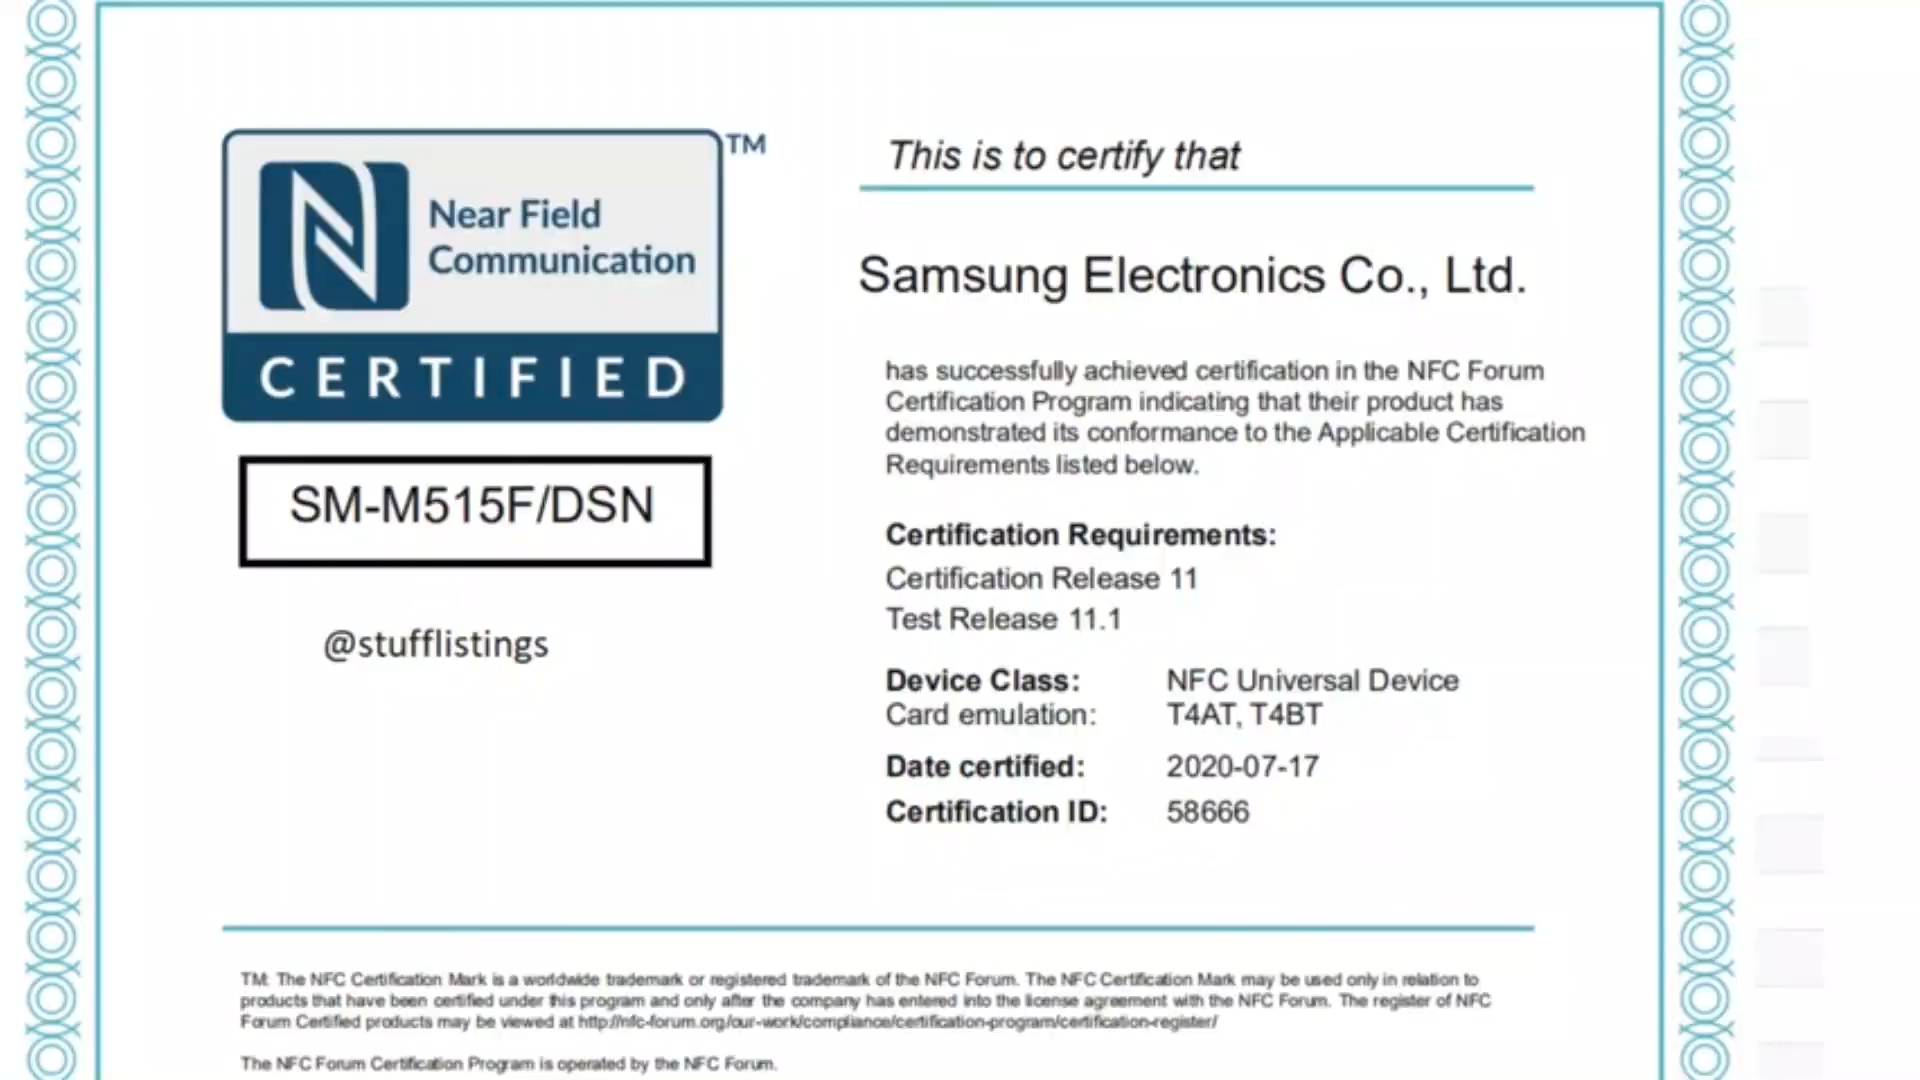 Near Field
Communication
TM
CERTIFIED
SM-M515F/DSN
@stufflistings
This is to certify that
Samsung Electronics Co., Ltd.
has successfully achieved certification in the NFC Forum
Certification Program indicating that their product has
demonstrated its conformance to the Applicable Certification
Requirements listed below.
Certification Requirements:
Certification Release 11
Test Release 11.1
Device Class: NFC Universal Device
Card emulation: T4AT, T4BT
Date certified: 2020-07-17
Certification ID: 58666
TM: The NFC Certification Mark is a worldwide trademark or registered trademark of the NFC Forum. The NFC Certification Mark may be used only in relation to
products that have been certified under this program and only after the company has entered into the license agreement with the NFC Forum. The register of NFC
Forum Certified products may be viewed at http://nfc-forum.org/our-work/compliance/certification-program/certification-register/
The NFC Forum Certification Program is operated by the NFC Forum.